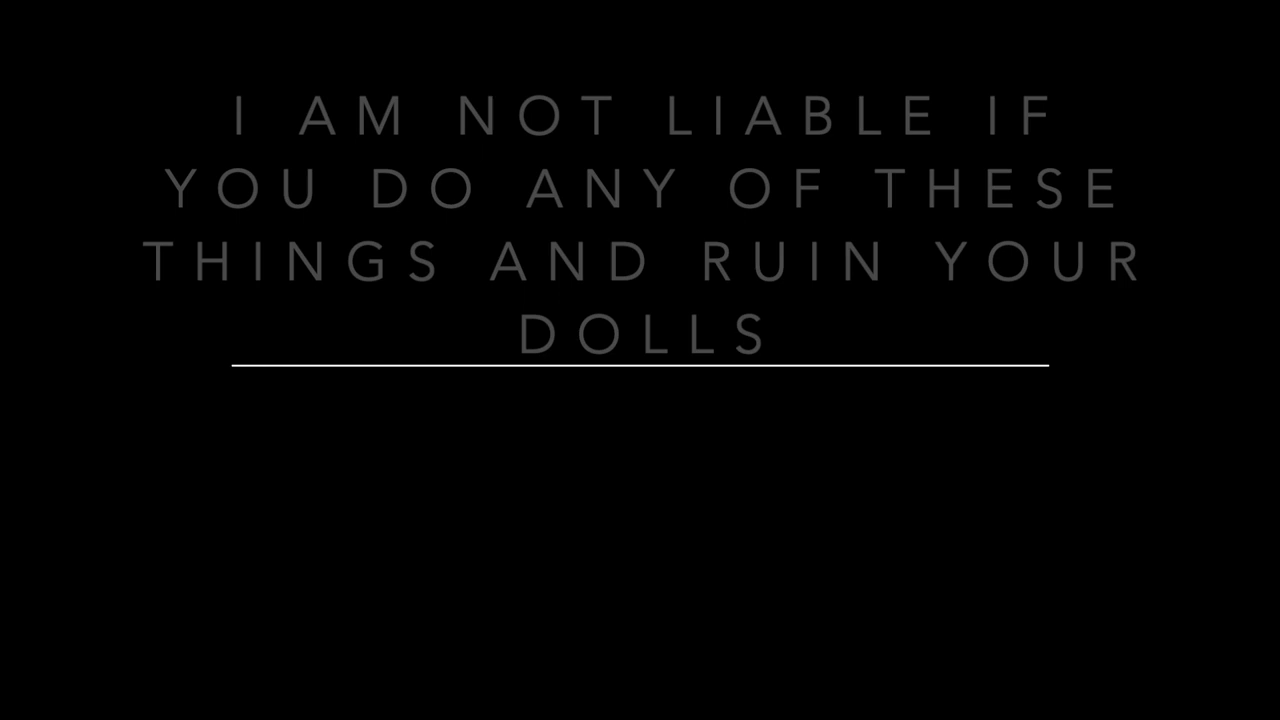 I AM NOT LIABLE IF
YOU DO ANY OF THESE
THINGS AND RUIN YOUR
DOLLS